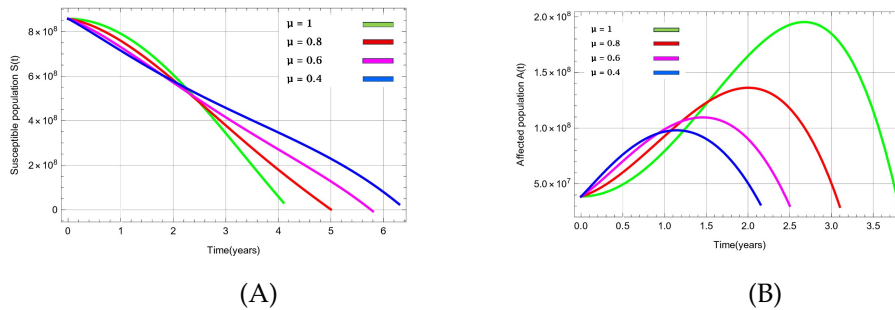 μ = 1
μ = 0.8
μ = 0.6
μ = 0.4
8 × 10⁸
6 × 10⁸
4 × 10⁸
2 × 10⁸
0
0 1 2 3 4 5 6
Susceptible population S(t)
Time(years)
(A)
μ = 1
μ = 0.8
μ = 0.6
μ = 0.4
2.0 × 10⁸
1.5 × 10⁸
1.0 × 10⁸
5.0 × 10⁷
0.0 0.5 1.0 1.5 2.0 2.5 3.0 3.5
Affected population A(t)
Time(years)
(B)